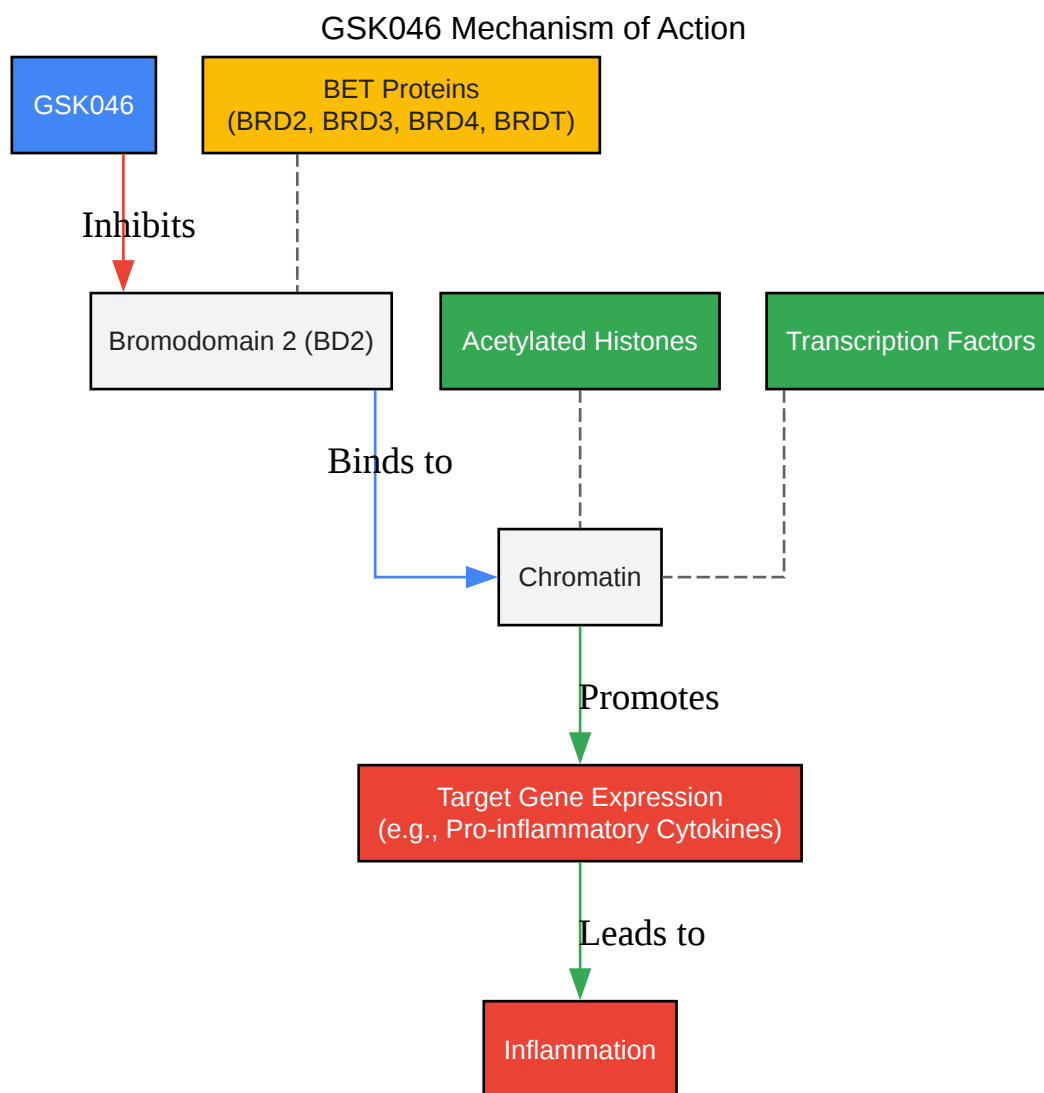 GSK046 Mechanism of Action
GSK046
BET Proteins
(BRD2, BRD3, BRD4, BRDT)
Inhibits
Bromodomain 2 (BD2)
Acetylated Histones
Transcription Factors
Binds to
Chromatin
Promotes
Target Gene Expression
(e.g., Pro-inflammatory Cytokines)
Leads to
Inflammation